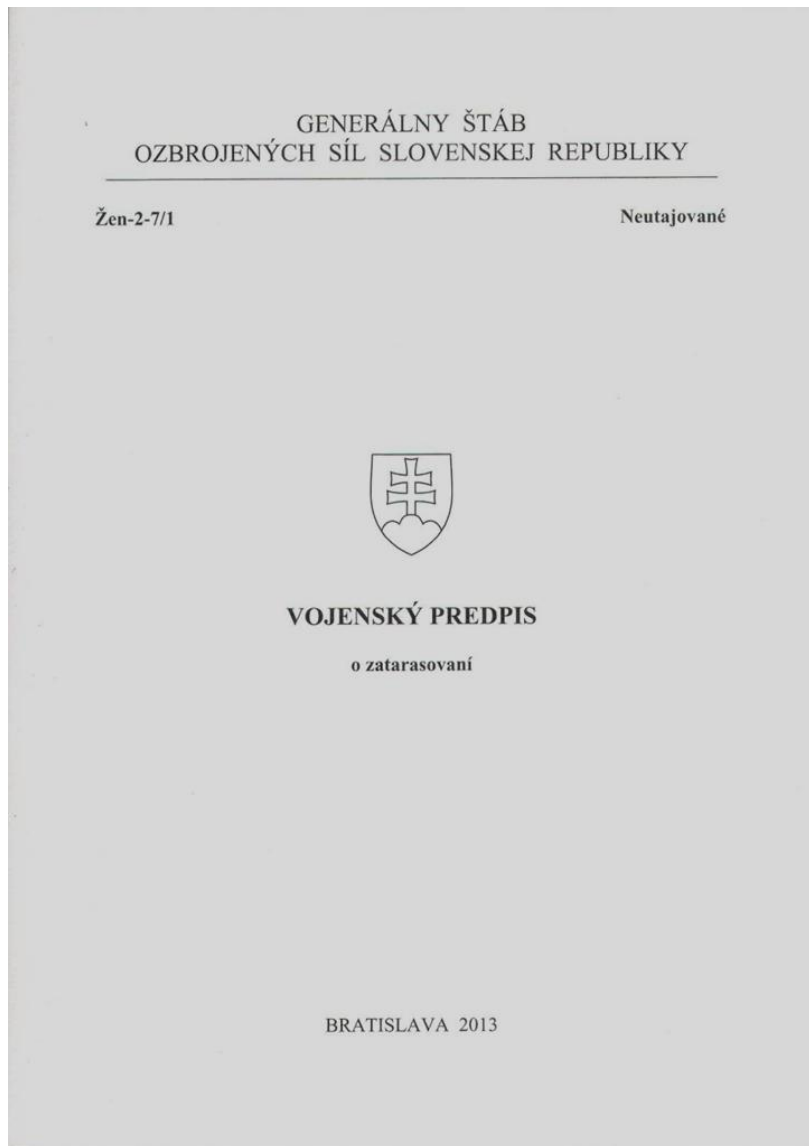 GENERÁLNY ŠTÁB
OZBROJENÝCH SÍL SLOVENSKEJ REPUBLIKY
Žen-2-7/1 Neutajované
VOJENSKÝ PREDPIS
o zatarasovaní
BRATISLAVA 2013